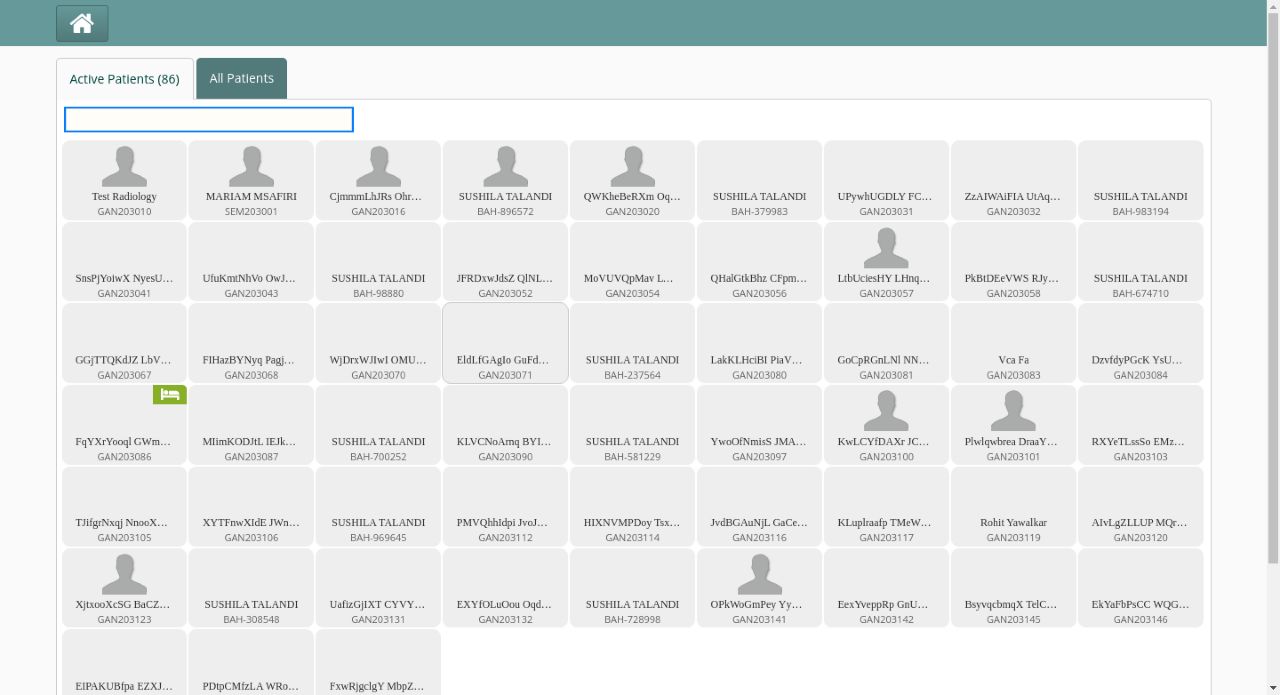 Active Patients (86)
All Patients
Test Radiology
GAN203010
MARIAM MSAFIRI
SEM203001
CjmmmLhJRs Ohr…
GAN203016
SUSHILA TALANDI
BAH-896572
QWKheBeRXm Oq…
GAN203020
SUSHILA TALANDI
BAH-379983
UPywhUGDLY FC…
GAN203031
ZzAIWAiFIA UtAq…
GAN203032
SUSHILA TALANDI
BAH-983194
SnsPjYoiwX NyesU…
GAN203041
UfuKmtNhVo OwJ…
GAN203043
SUSHILA TALANDI
BAH-98880
JFRDxwJdsZ QlNL…
GAN203052
MoVUVQpMav L…
GAN203054
QHalGtkBhz CFpm…
GAN203056
LtbUciesHY LHnq…
GAN203057
PkBtDEeVWS RJy…
GAN203058
SUSHILA TALANDI
BAH-674710
GGjTTQKdJZ LbV…
GAN203067
FIHazBYNyq Pagj…
GAN203068
WjDrxWJIwI OMU…
GAN203070
EldLfGAgIo GuFd…
GAN203071
SUSHILA TALANDI
BAH-237564
LakKLHciBI PiaV…
GAN203080
GoCpRGnLNl NN…
GAN203081
Vca Fa
GAN203083
DzvfdyPGcK YsU…
GAN203084
FqYXrYooql GWm…
GAN203086
MIimKODJtL IEJk…
GAN203087
SUSHILA TALANDI
BAH-700252
KLVCNoArnq BYI…
GAN203090
SUSHILA TALANDI
BAH-581229
YwoOfNmisS JMA…
GAN203097
KwLCYfDAXr JC…
GAN203100
Plwlqwbrea DraaY…
GAN203101
RXYeTLssSo EMz…
GAN203103
TJifgrNxqj NnooX…
GAN203105
XYTFnwXIdE JWn…
GAN203106
SUSHILA TALANDI
BAH-969645
PMVQhhIdpi JvoJ…
GAN203112
HIXNVMPDoy Tsx…
GAN203114
JvdBGAuNjL GaCe…
GAN203116
KLuplraafp TMeW…
GAN203117
Rohit Yawalkar
GAN203119
AIvLgZLLUP MQr…
GAN203120
XjtxooXcSG BaCZ…
GAN203123
SUSHILA TALANDI
BAH-308548
UafizGjIXT CYVY…
GAN203131
EXYfOLuOou Oqd…
GAN203132
SUSHILA TALANDI
BAH-728998
OPkWoGmPey Yy…
GAN203141
EexYveppRp GnU…
GAN203142
BsyvqcbmqX TelC…
GAN203145
EkYaFbPsCC WQG…
GAN203146
EIPAKUBfpa EZXJ…
PDtpCMfzLA WRo…
FxwRjgclgY MbpZ…